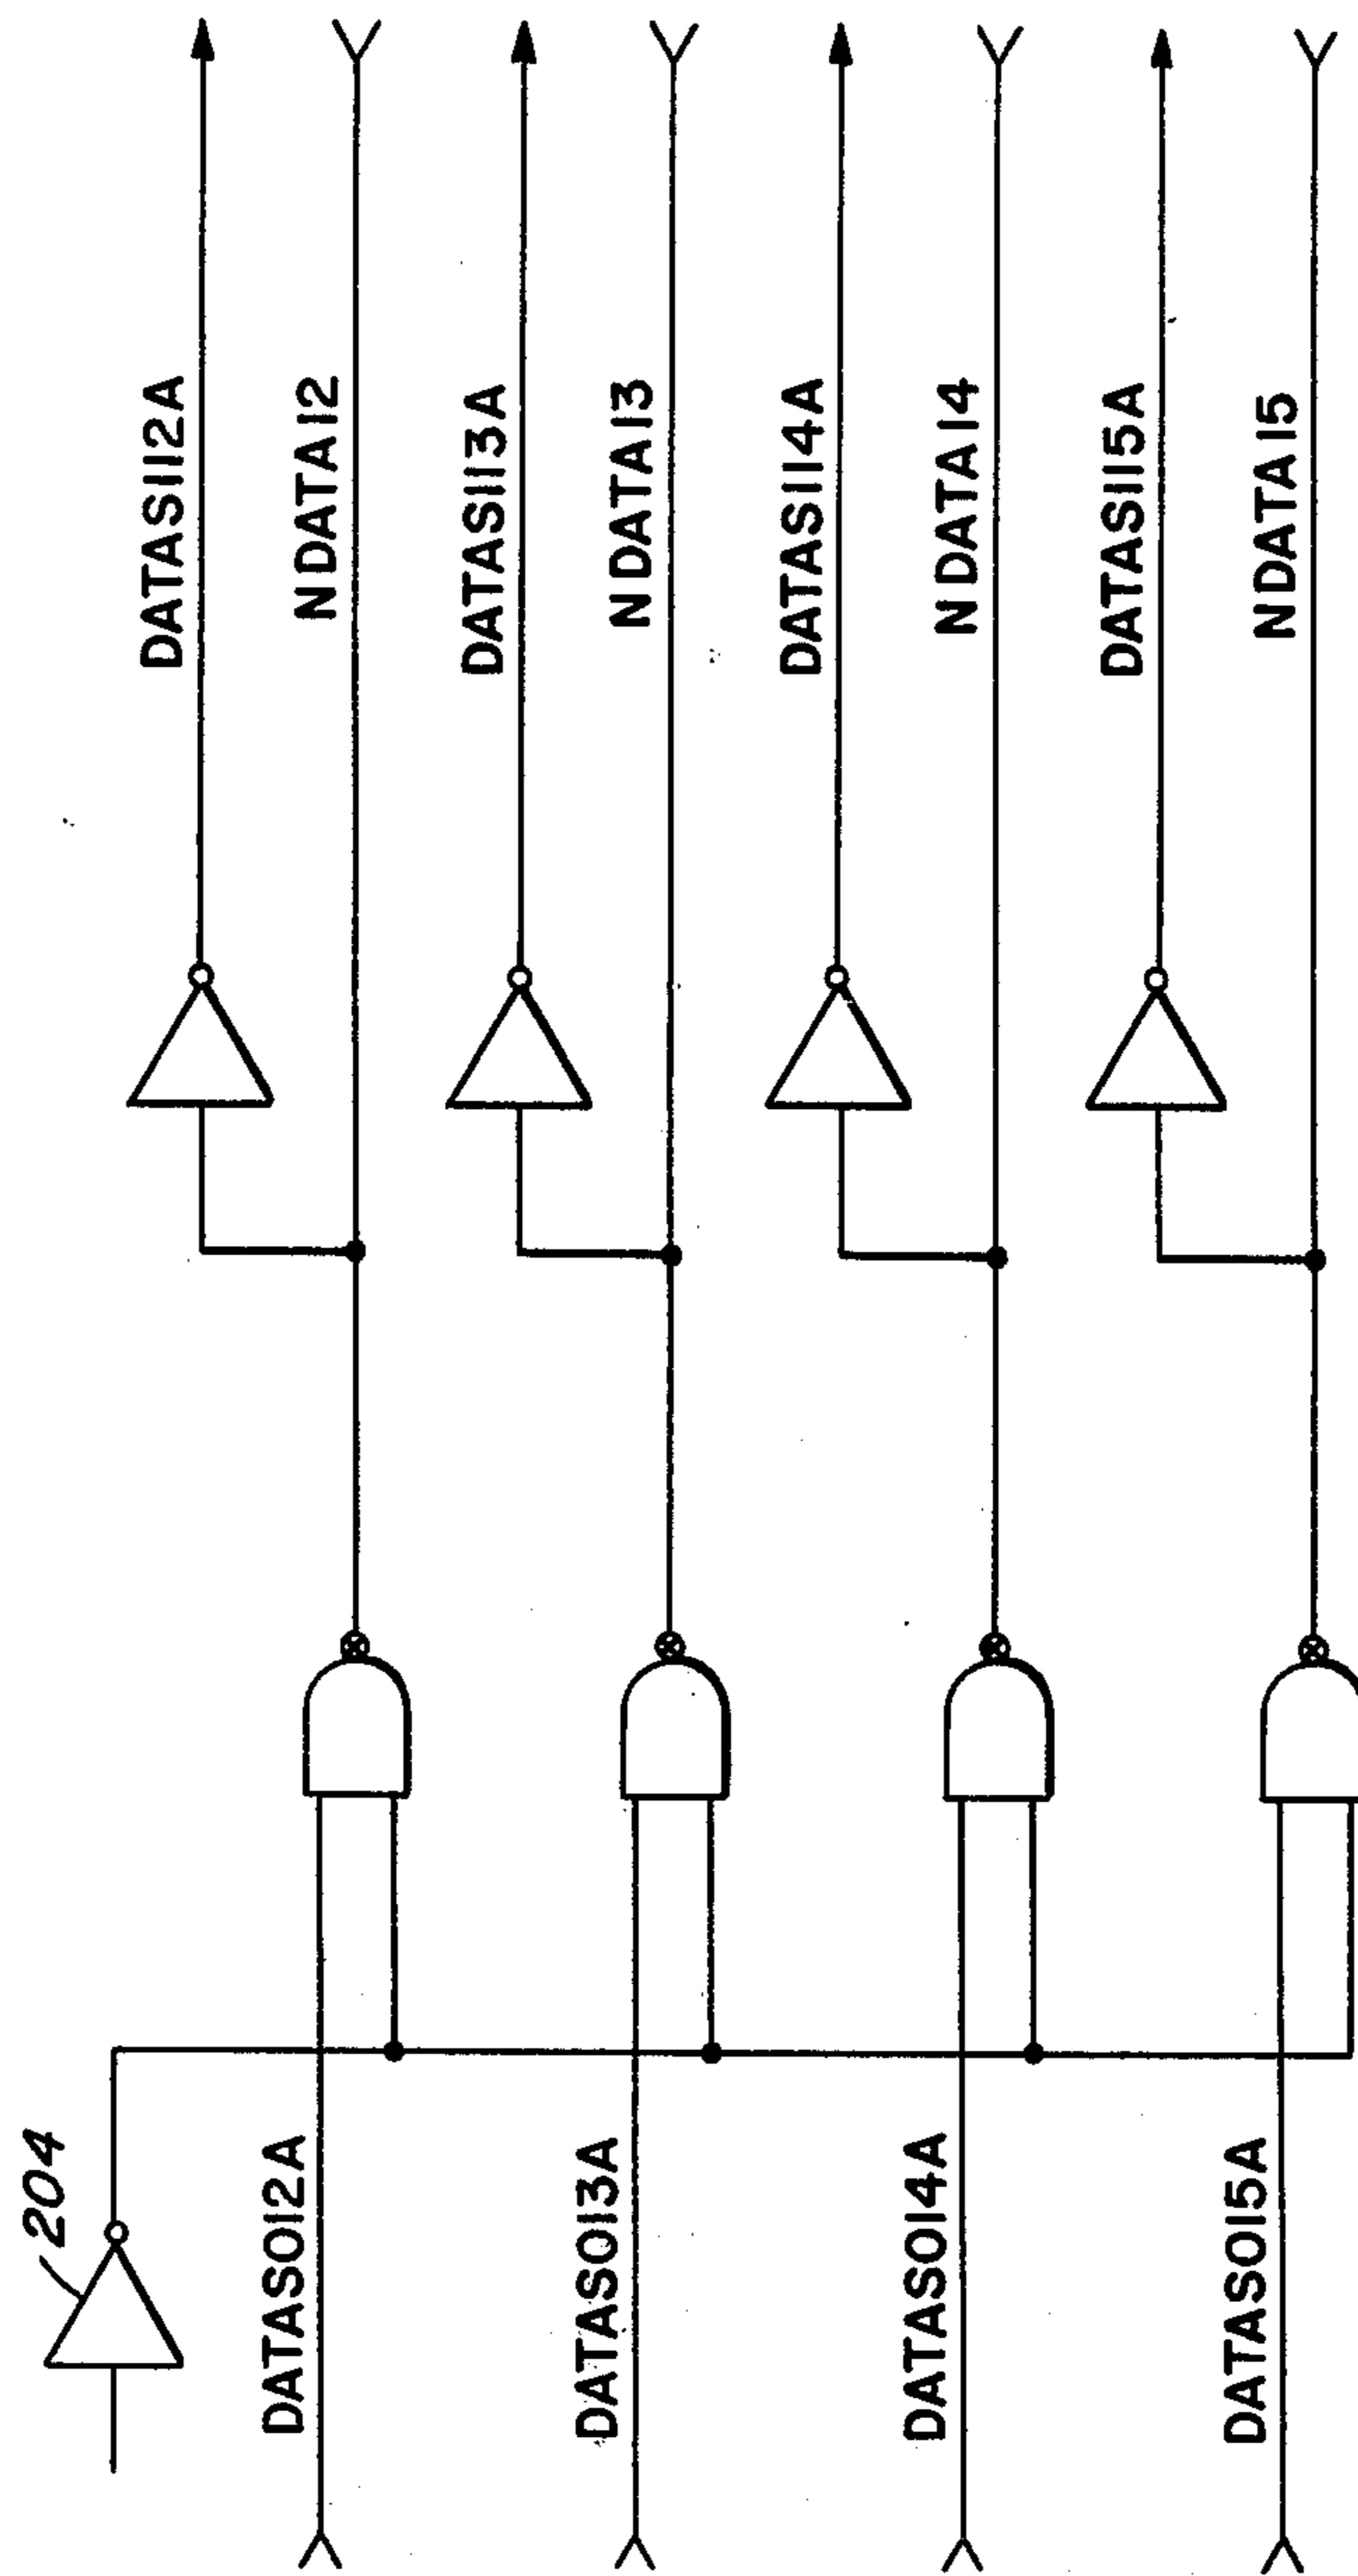 204
DATASI12A
DATASO12A
NDATA12
DATASI13A
DATASO13A
NDATA13
DATASI14A
DATASO14A
NDATA14
DATASI15A
DATASO15A
NDATA15